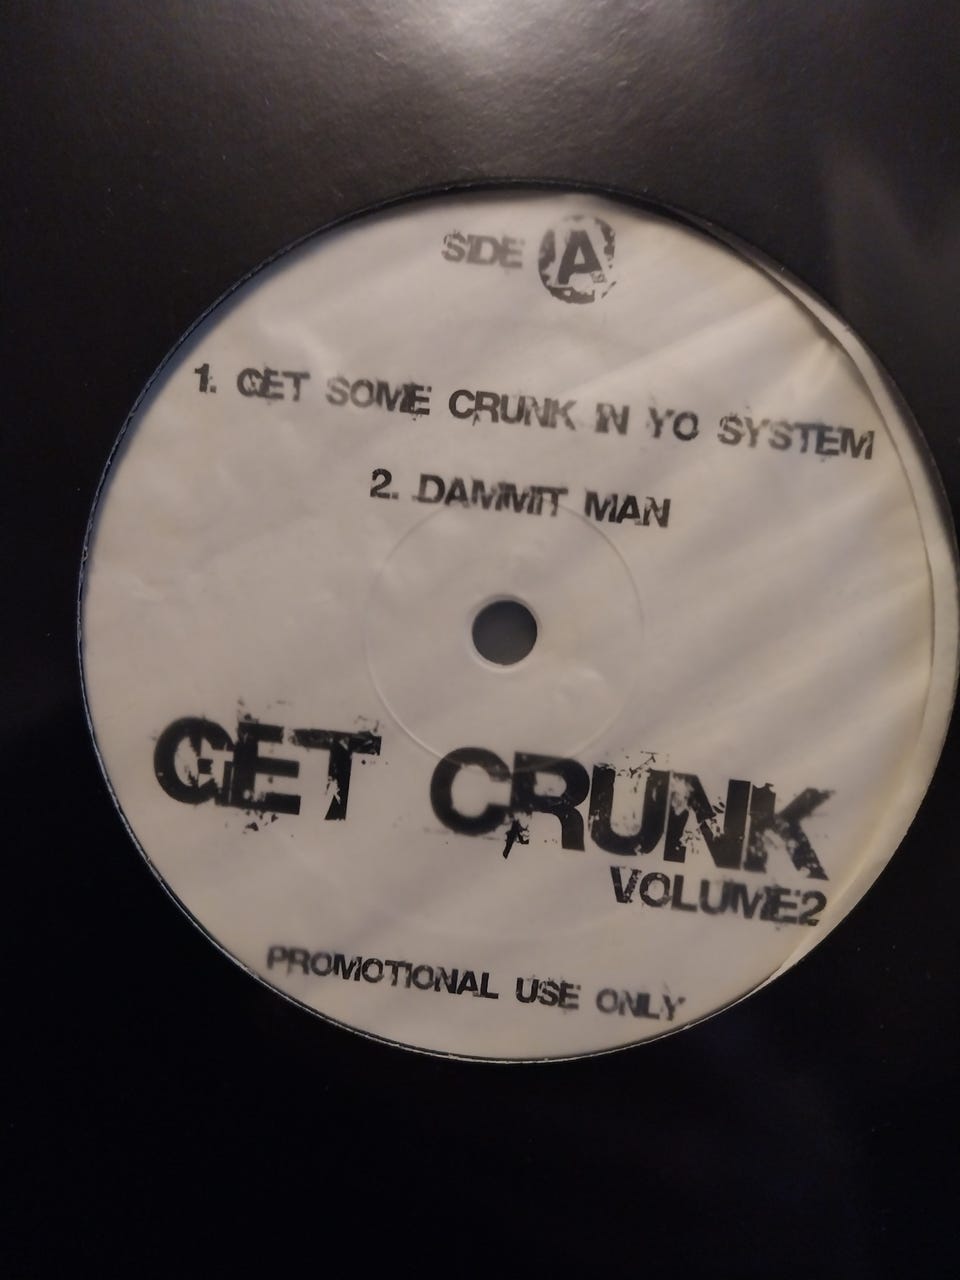 SIDE A
1. GET SOME CRUNK IN YO SYSTEM
2. DAMMIT MAN
GET CRUNK
VOLUME2
PROMOTIONAL USE ONLY